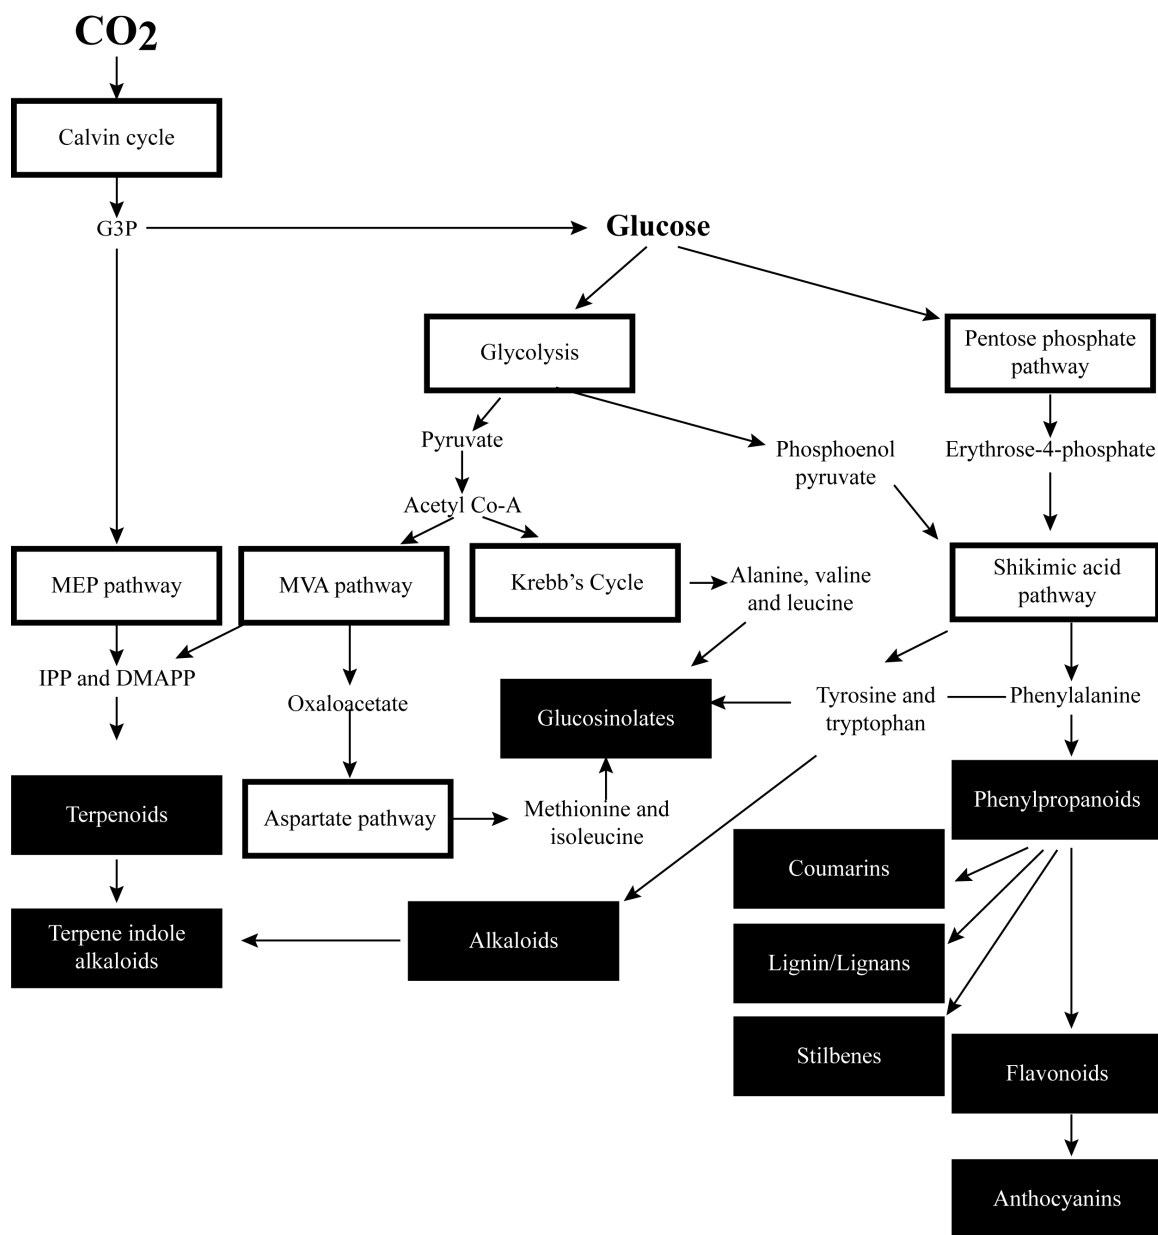 CO2
Calvin cycle
G3P
Glucose
Glycolysis
Pentose phosphate
pathway
Pyruvate
Phosphoenol
pyruvate
Erythrose-4-phosphate
Acetyl Co-A
MEP pathway
MVA pathway
Krebb's Cycle
Alanine, valine
and leucine
Shikimic acid
pathway
IPP and DMAPP
Oxaloacetate
Glucosinolates
Tyrosine and
tryptophan
Phenylalanine
Terpenoids
Aspartate pathway
Methionine and
isoleucine
Phenylpropanoids
Coumarins
Terpene indole
alkaloids
Alkaloids
Lignin/Lignans
Stilbenes
Flavonoids
Anthocyanins